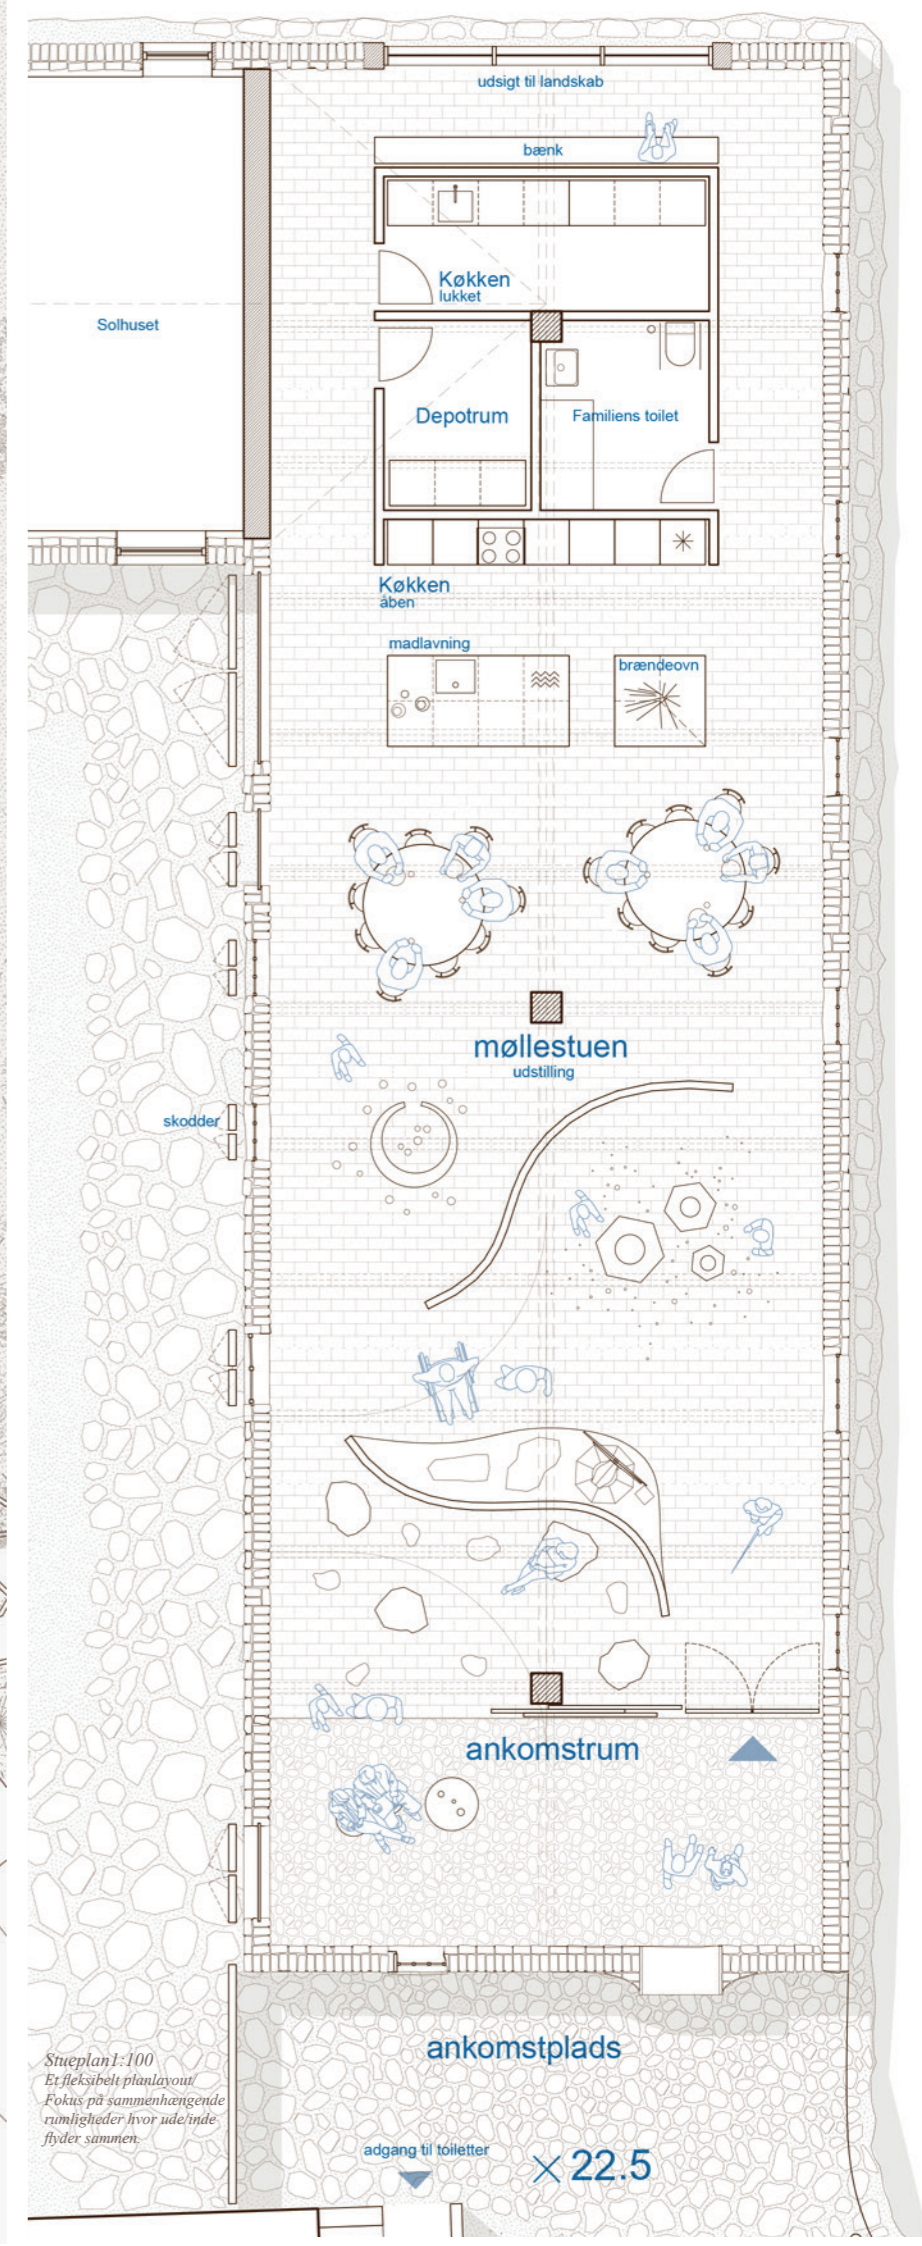 udsigt til landskab
bænk
Køkken
lukket
Solhuset
Depotrum
Familiens toilet
Køkken
åben
madlavning
brændeovn
møllestuen
udstilling
skodder
ankomstrum
ankomstplads
Stueplan1:100
Et fleksibelt planlayout/
Fokus på sammenhængende
rumligheder hvor ude/inde
flyder sammen.
adgang til toiletter
22.5